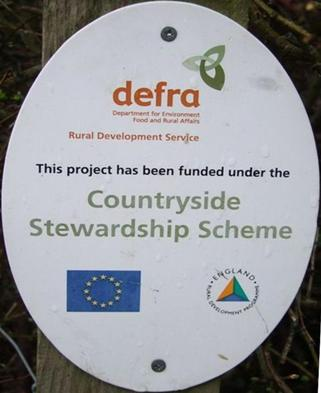 defra
Department for Environment
Food and Rural Affairs
Rural Development Service
This project has been funded under the
Countryside
Stewardship Scheme
ENGLAND
RURAL DEVELOPMENT PROGRAMME